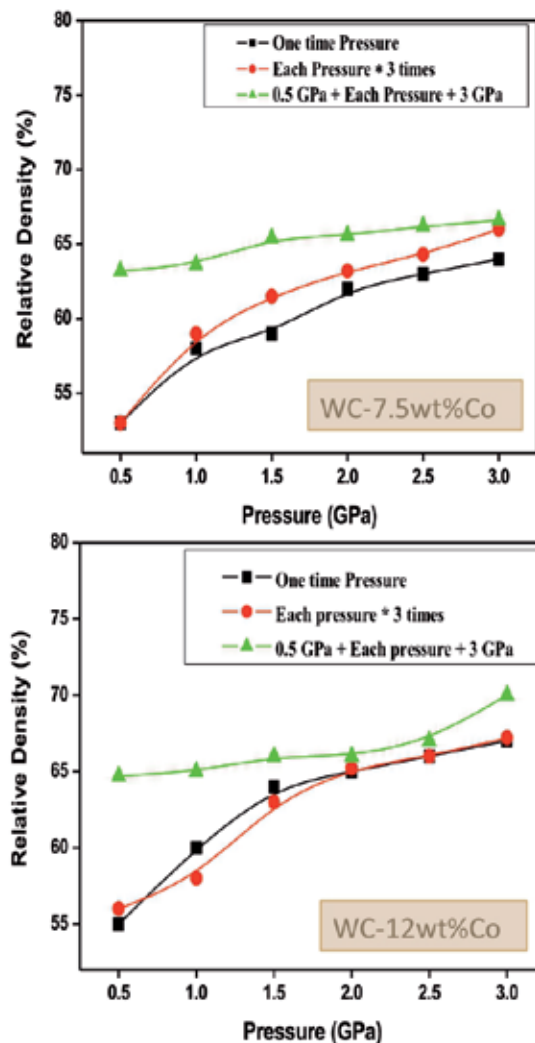 80
75
70
65
60
55
Relative Density (%)
One time Pressure
Each Pressure * 3 times
0.5 GPa + Each Pressure + 3 GPa
WC-7.5wt%Co
0.5 1.0 1.5 2.0 2.5 3.0
Pressure (GPa)
80
75
70
65
60
55
Relative Density (%)
One time Pressure
Each pressure * 3 times
0.5 GPa + Each pressure + 3 GPa
WC-12wt%Co
0.5 1.0 1.5 2.0 2.5 3.0
Pressure (GPa)